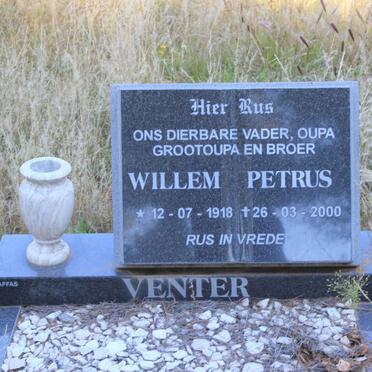 Hier Rus
ONS DIERBARE VADER, OUPA
GROOTOUPA EN BROER
WILLEM PETRUS
★ 12 - 07 - 1918 ✝ 26 - 03 - 2000
RUS IN VREDE
VENTER